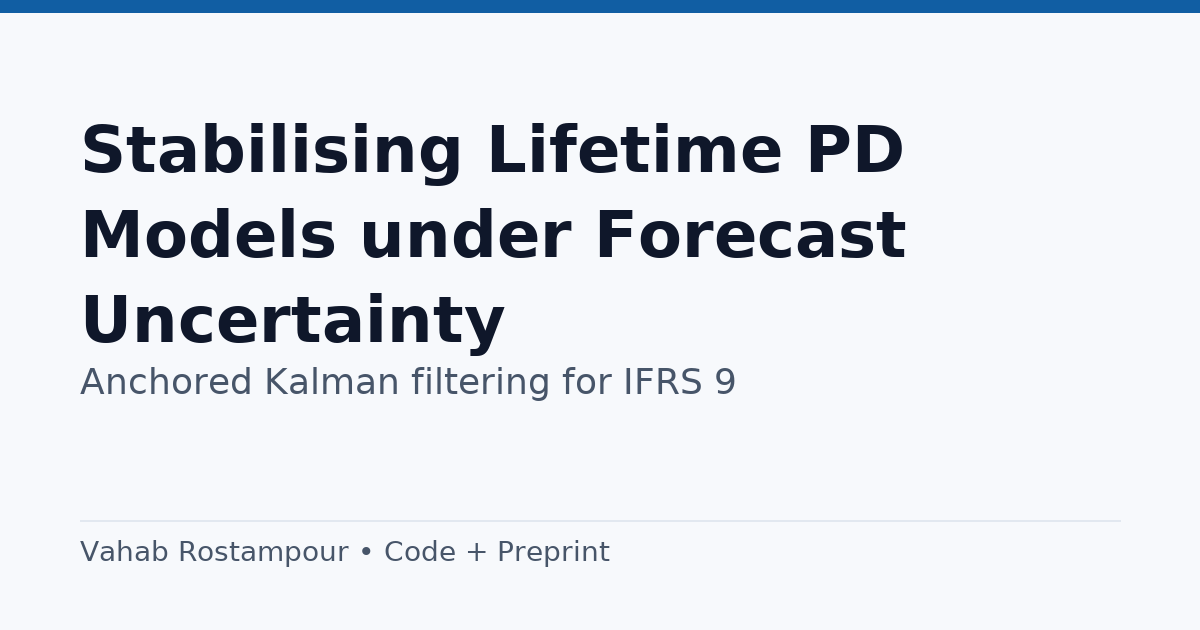 Stabilising Lifetime PD
Models under Forecast
Uncertainty
Anchored Kalman filtering for IFRS 9
Vahab Rostampour • Code + Preprint